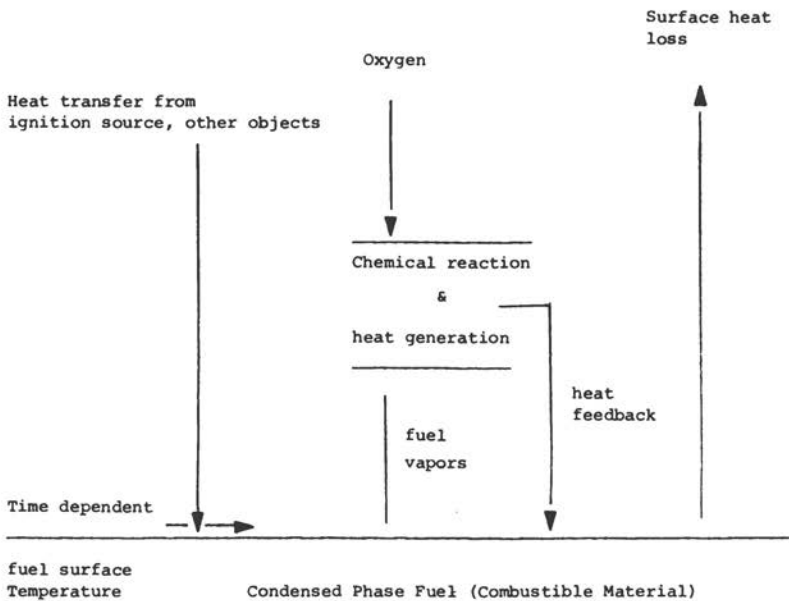 Surface heat
loss
Oxygen
Heat transfer from
ignition source, other objects
Chemical reaction
&
heat generation
heat
feedback
fuel
vapors
Time dependent
fuel surface
Temperature
Condensed Phase Fuel (Combustible Material)